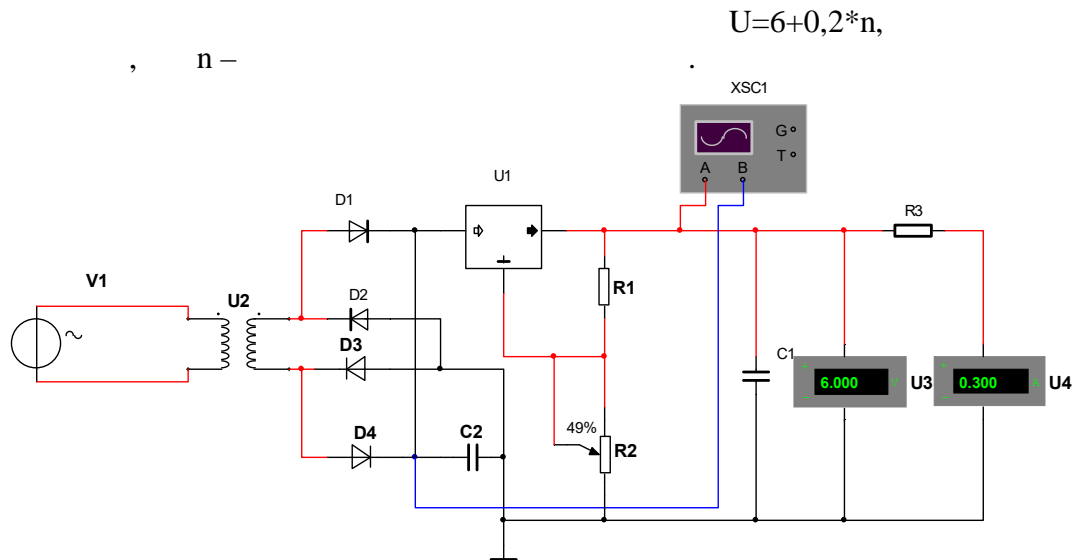 U=6+0,2*n,
, n –
.
XSC1
G
T
A B
U1
D1
R3
V1
U2
D2
R1
D3
C1
6.000
U3
0.300
U4
49%
D4
C2
R2